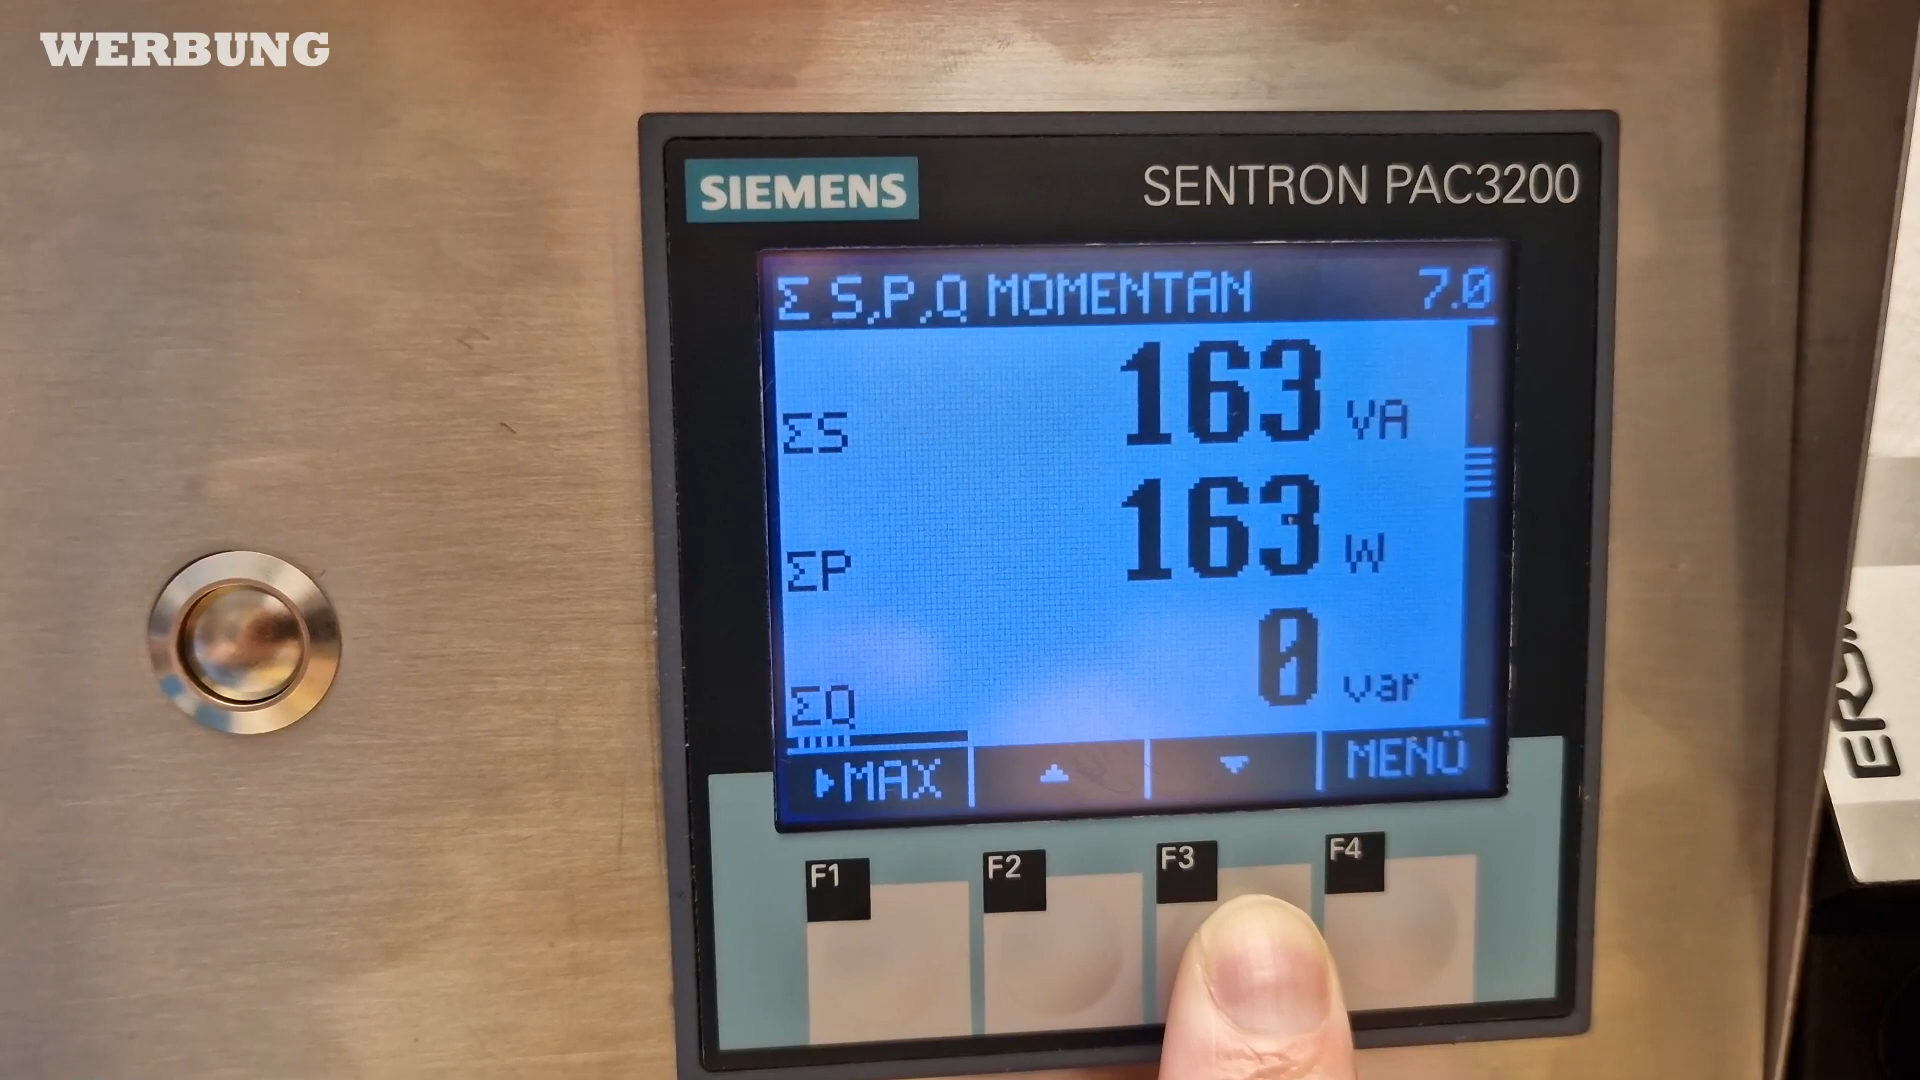 WERBUNG
SIEMENS
SENTRON PAC3200
Σ S,P,Q MOMENTAN 7.0
ΣS 163 VA
ΣP 163 W
ΣQ 0 var
▸MAX ▲ ▼ MENÜ
F1 F2 F3 F4